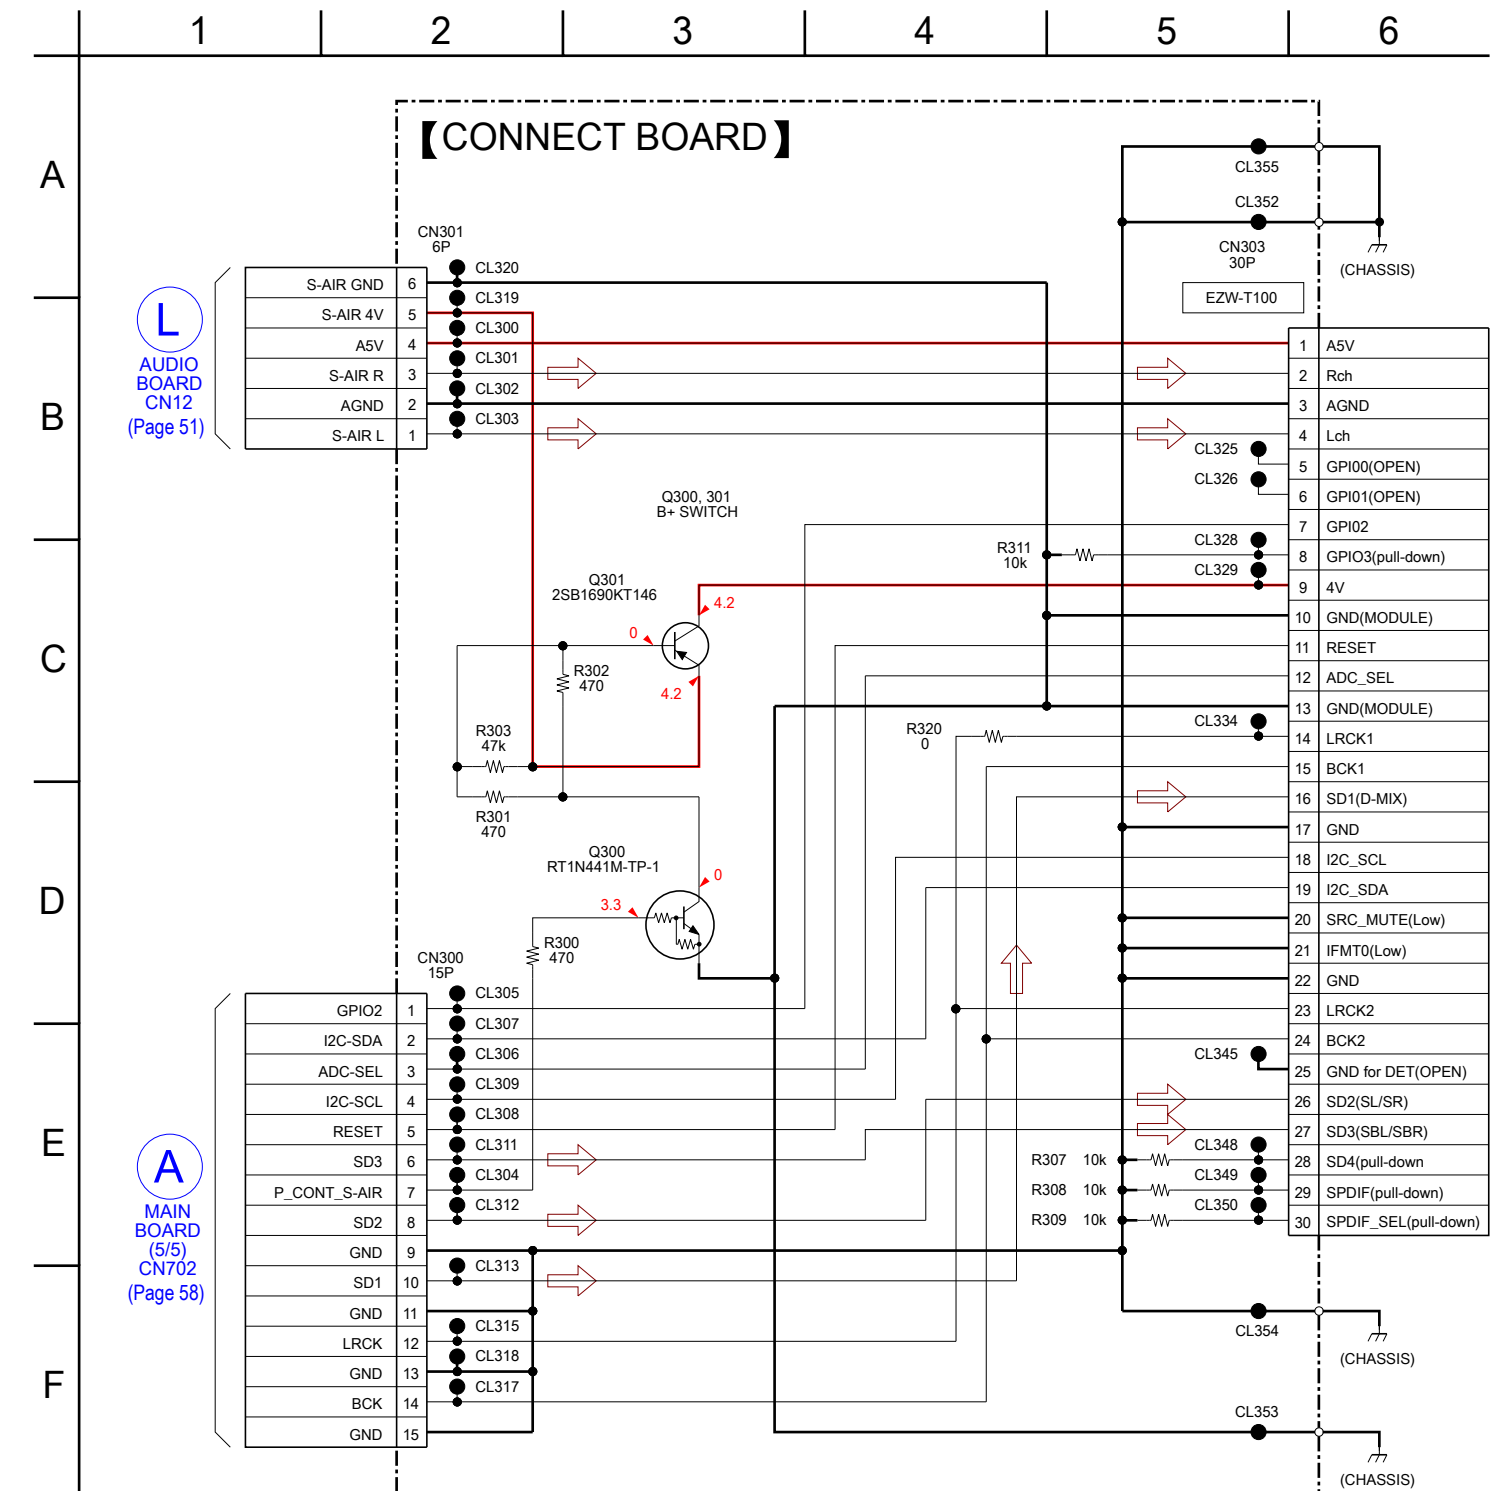 1 2 3 4 5 6
A
B
C
D
E
F
【CONNECT BOARD】
CL355
CL352
CN303
30P
(CHASSIS)
EZW-T100
CN301
6P
L
AUDIO
BOARD
CN12
(Page 51)
S-AIR GND 6 CL320
S-AIR 4V 5 CL319
A5V 4 CL300
S-AIR R 3 CL301
AGND 2 CL302
S-AIR L 1 CL303
1 A5V
2 Rch
3 AGND
4 Lch
CL325
5 GPI00(OPEN)
CL326
6 GPI01(OPEN)
7 GPI02
CL328
8 GPIO3(pull-down)
CL329
9 4V
10 GND(MODULE)
11 RESET
12 ADC_SEL
13 GND(MODULE)
CL334
14 LRCK1
15 BCK1
16 SD1(D-MIX)
17 GND
18 I2C_SCL
19 I2C_SDA
20 SRC_MUTE(Low)
21 IFMT0(Low)
22 GND
23 LRCK2
24 BCK2
CL345
25 GND for DET(OPEN)
26 SD2(SL/SR)
27 SD3(SBL/SBR)
CL348
28 SD4(pull-down
CL349
29 SPDIF(pull-down)
CL350
30 SPDIF_SEL(pull-down)
Q300, 301
B+ SWITCH
R311
10k
Q301
2SB1690KT146
4.2
0
4.2
R302
470
R303
47k
R301
470
R320
0
Q300
RT1N441M-TP-1
0
3.3
R300
470
CN300
15P
A
MAIN
BOARD
(5/5)
CN702
(Page 58)
GPIO2 1 CL305
I2C-SDA 2 CL307
ADC-SEL 3 CL306
I2C-SCL 4 CL309
RESET 5 CL308
SD3 6 CL311
P_CONT_S-AIR 7 CL304
SD2 8 CL312
GND 9
SD1 10 CL313
GND 11
LRCK 12 CL315
GND 13 CL318
BCK 14 CL317
GND 15
R307 10k
R308 10k
R309 10k
CL354
(CHASSIS)
CL353
(CHASSIS)